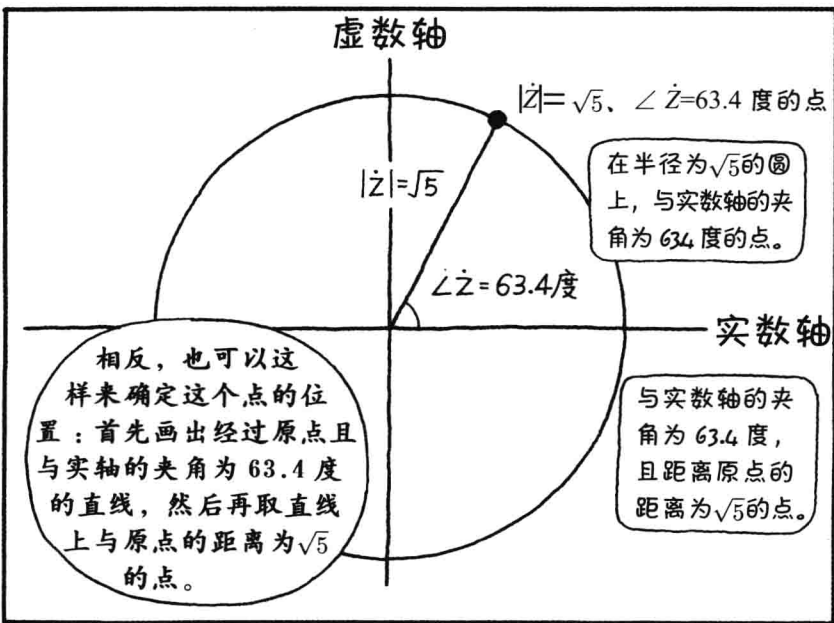 虚数轴
|Ż|=√5、∠Ż=63.4 度的点
|ż|=√5
在半径为√5的圆
上，与实数轴的夹
角为 63.4 度的点。
∠ż=63.4度
实数轴
相反，也可以这
样来确定这个点的位
置：首先画出经过原点且
与实轴的夹角为 63.4 度
的直线，然后再取直线
上与原点的距离为√5
的点。
与实数轴的夹
角为 63.4 度，
且距离原点的
距离为√5的点。